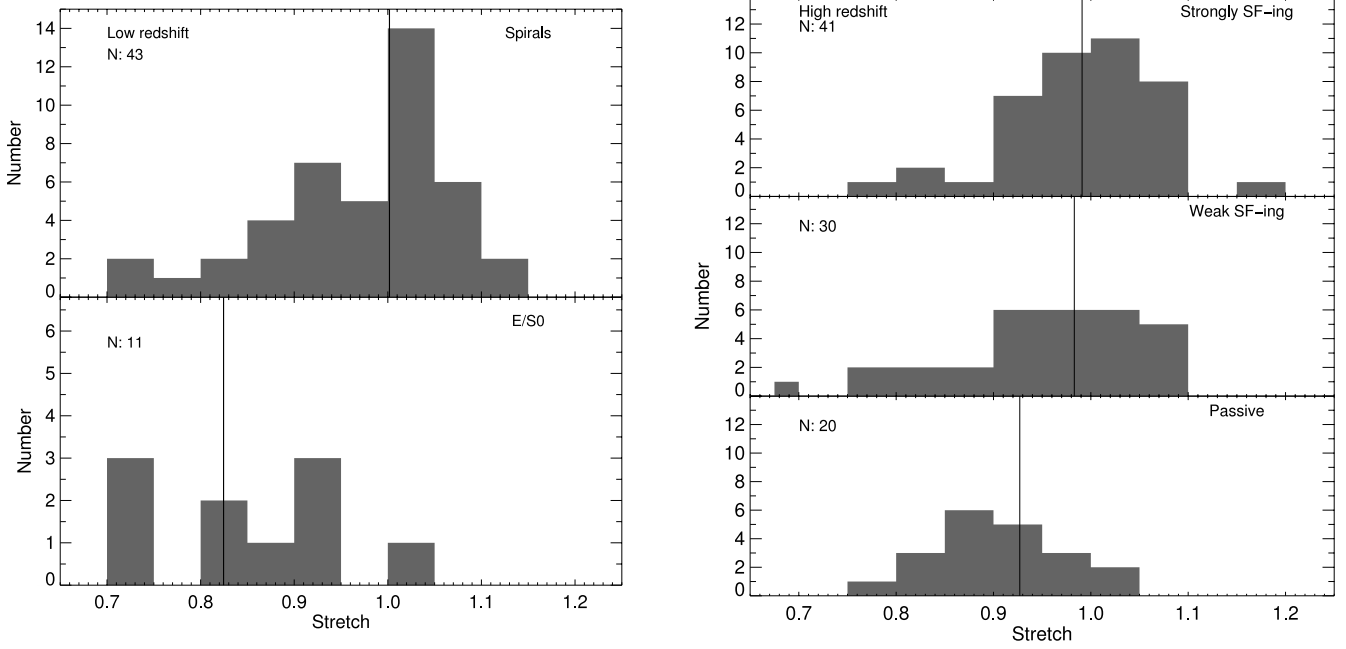 Low redshift
N: 43
Spirals
Number
14
12
10
8
6
4
2
0
E/S0
N: 11
Number
6
5
4
3
2
1
0
0.7 0.8 0.9 1.0 1.1 1.2
Stretch
High redshift
N: 41
Strongly SF-ing
12
10
8
6
4
2
0
Weak SF-ing
N: 30
Number
12
10
8
6
4
2
0
Passive
N: 20
12
10
8
6
4
2
0
0.7 0.8 0.9 1.0 1.1 1.2
Stretch